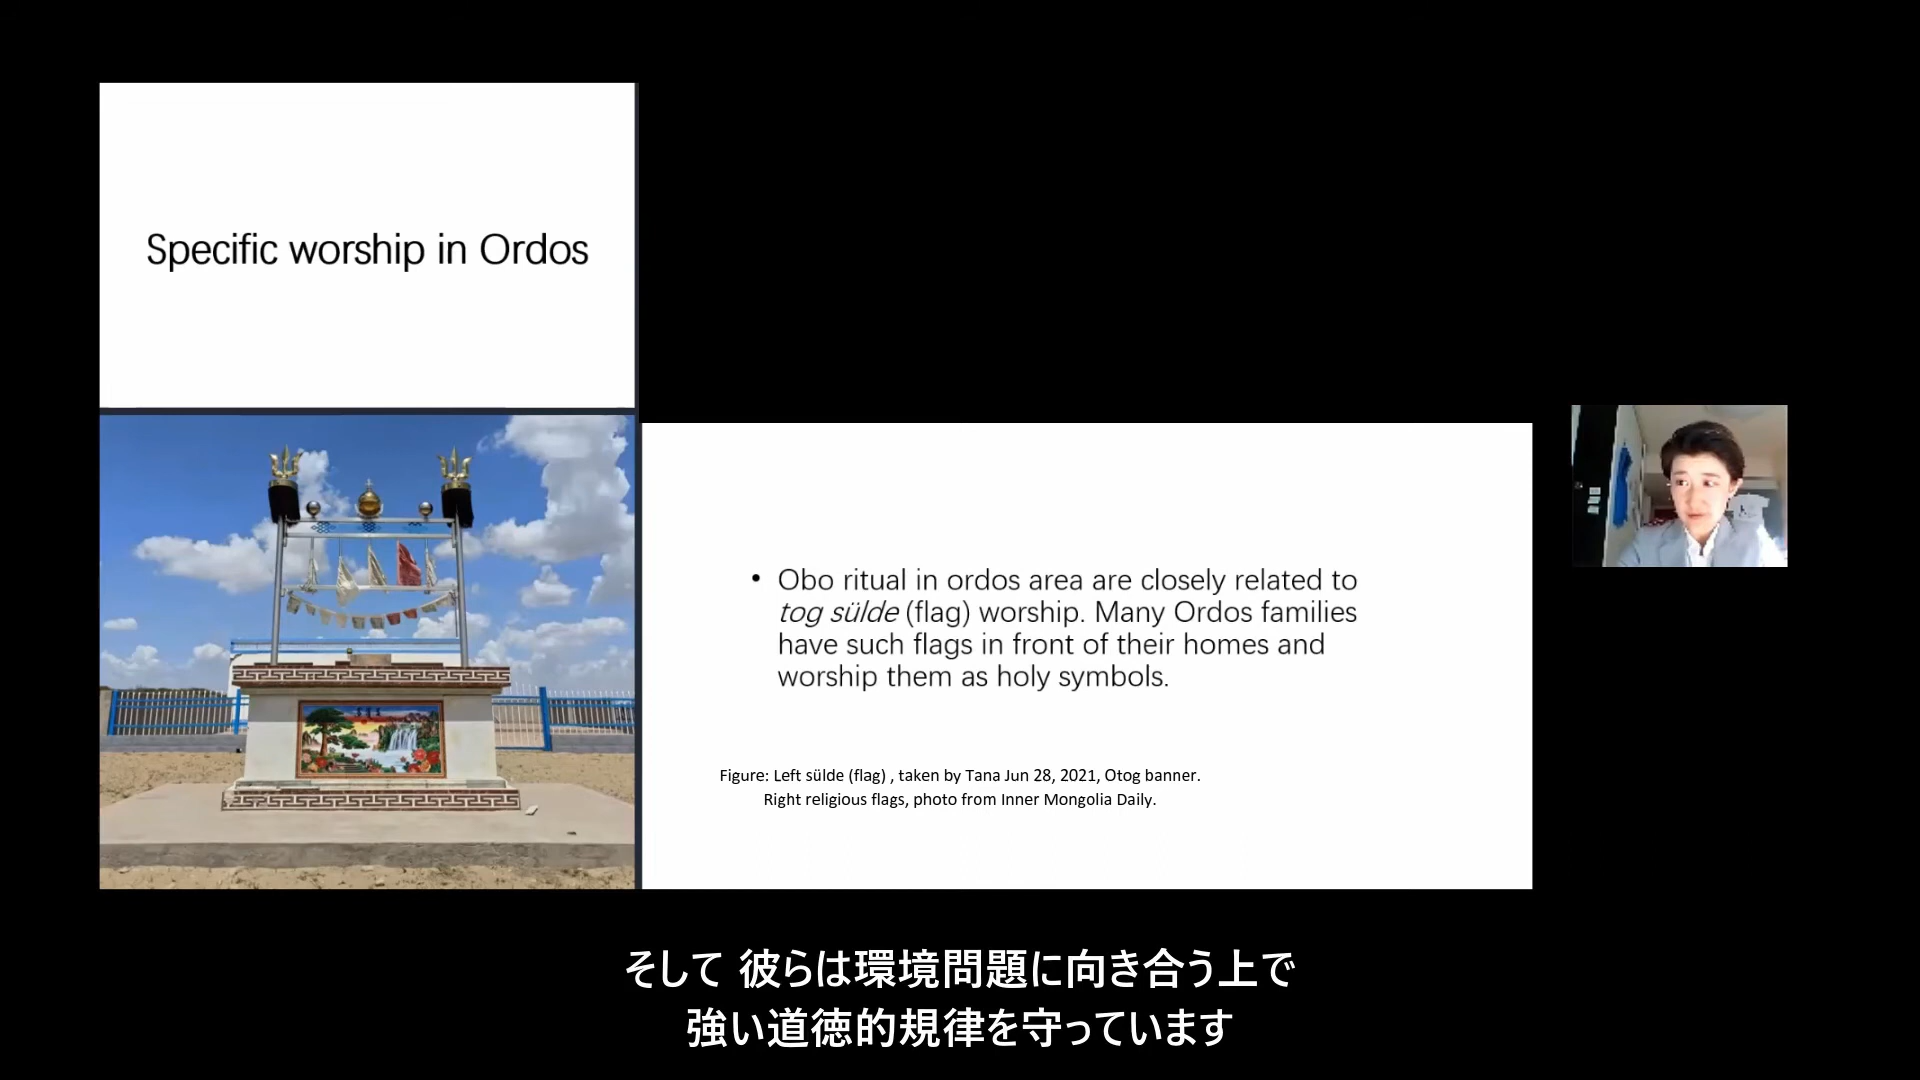 Specific worship in Ordos
• Obo ritual in ordos area are closely related to
tog sülde (flag) worship. Many Ordos families
have such flags in front of their homes and
worship them as holy symbols.
Figure: Left sülde (flag) , taken by Tana Jun 28, 2021, Otog banner.
Right religious flags, photo from Inner Mongolia Daily.
そして 彼らは環境問題に向き合う上で
強い道徳的規律を守っています